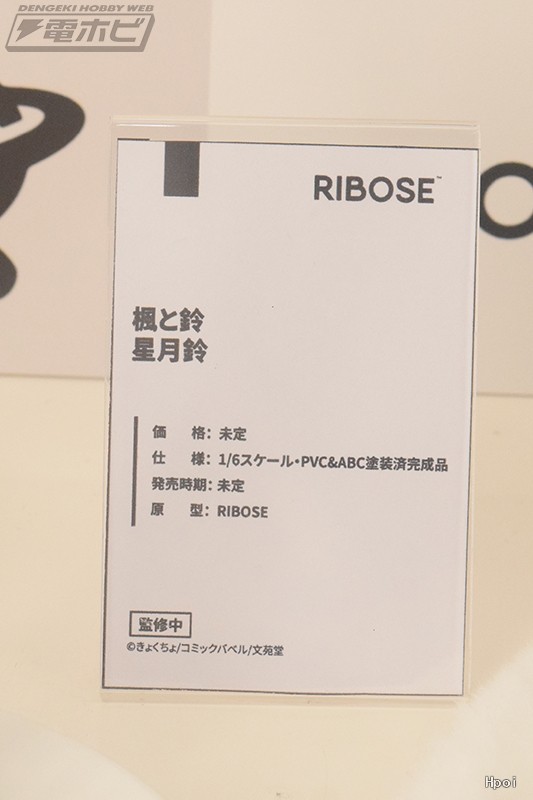 DENGEKI HOBBY WEB
電ホビ
RIBOSE™
楓と鈴
星月鈴
価　格：未定
仕　様：1/6スケール・PVC&ABC塗装済完成品
発売時期：未定
原　型：RIBOSE
監修中
©きょくちょ/コミックバベル/文苑堂
Hpoi